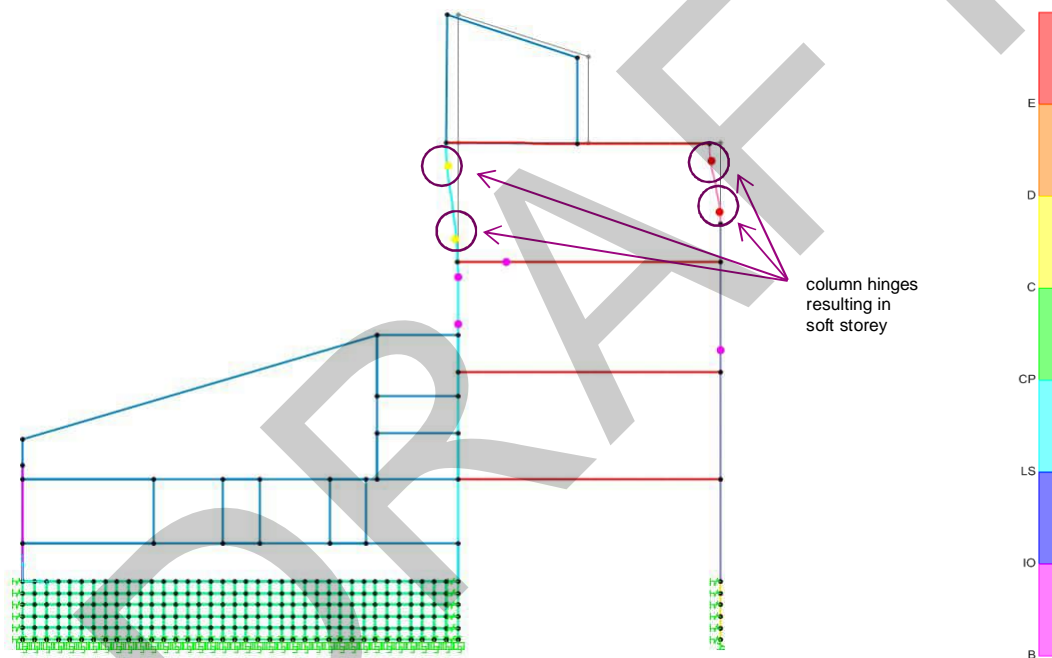 DRAFT
column hinges
resulting in
soft storey
E
D
C
CP
LS
IO
B